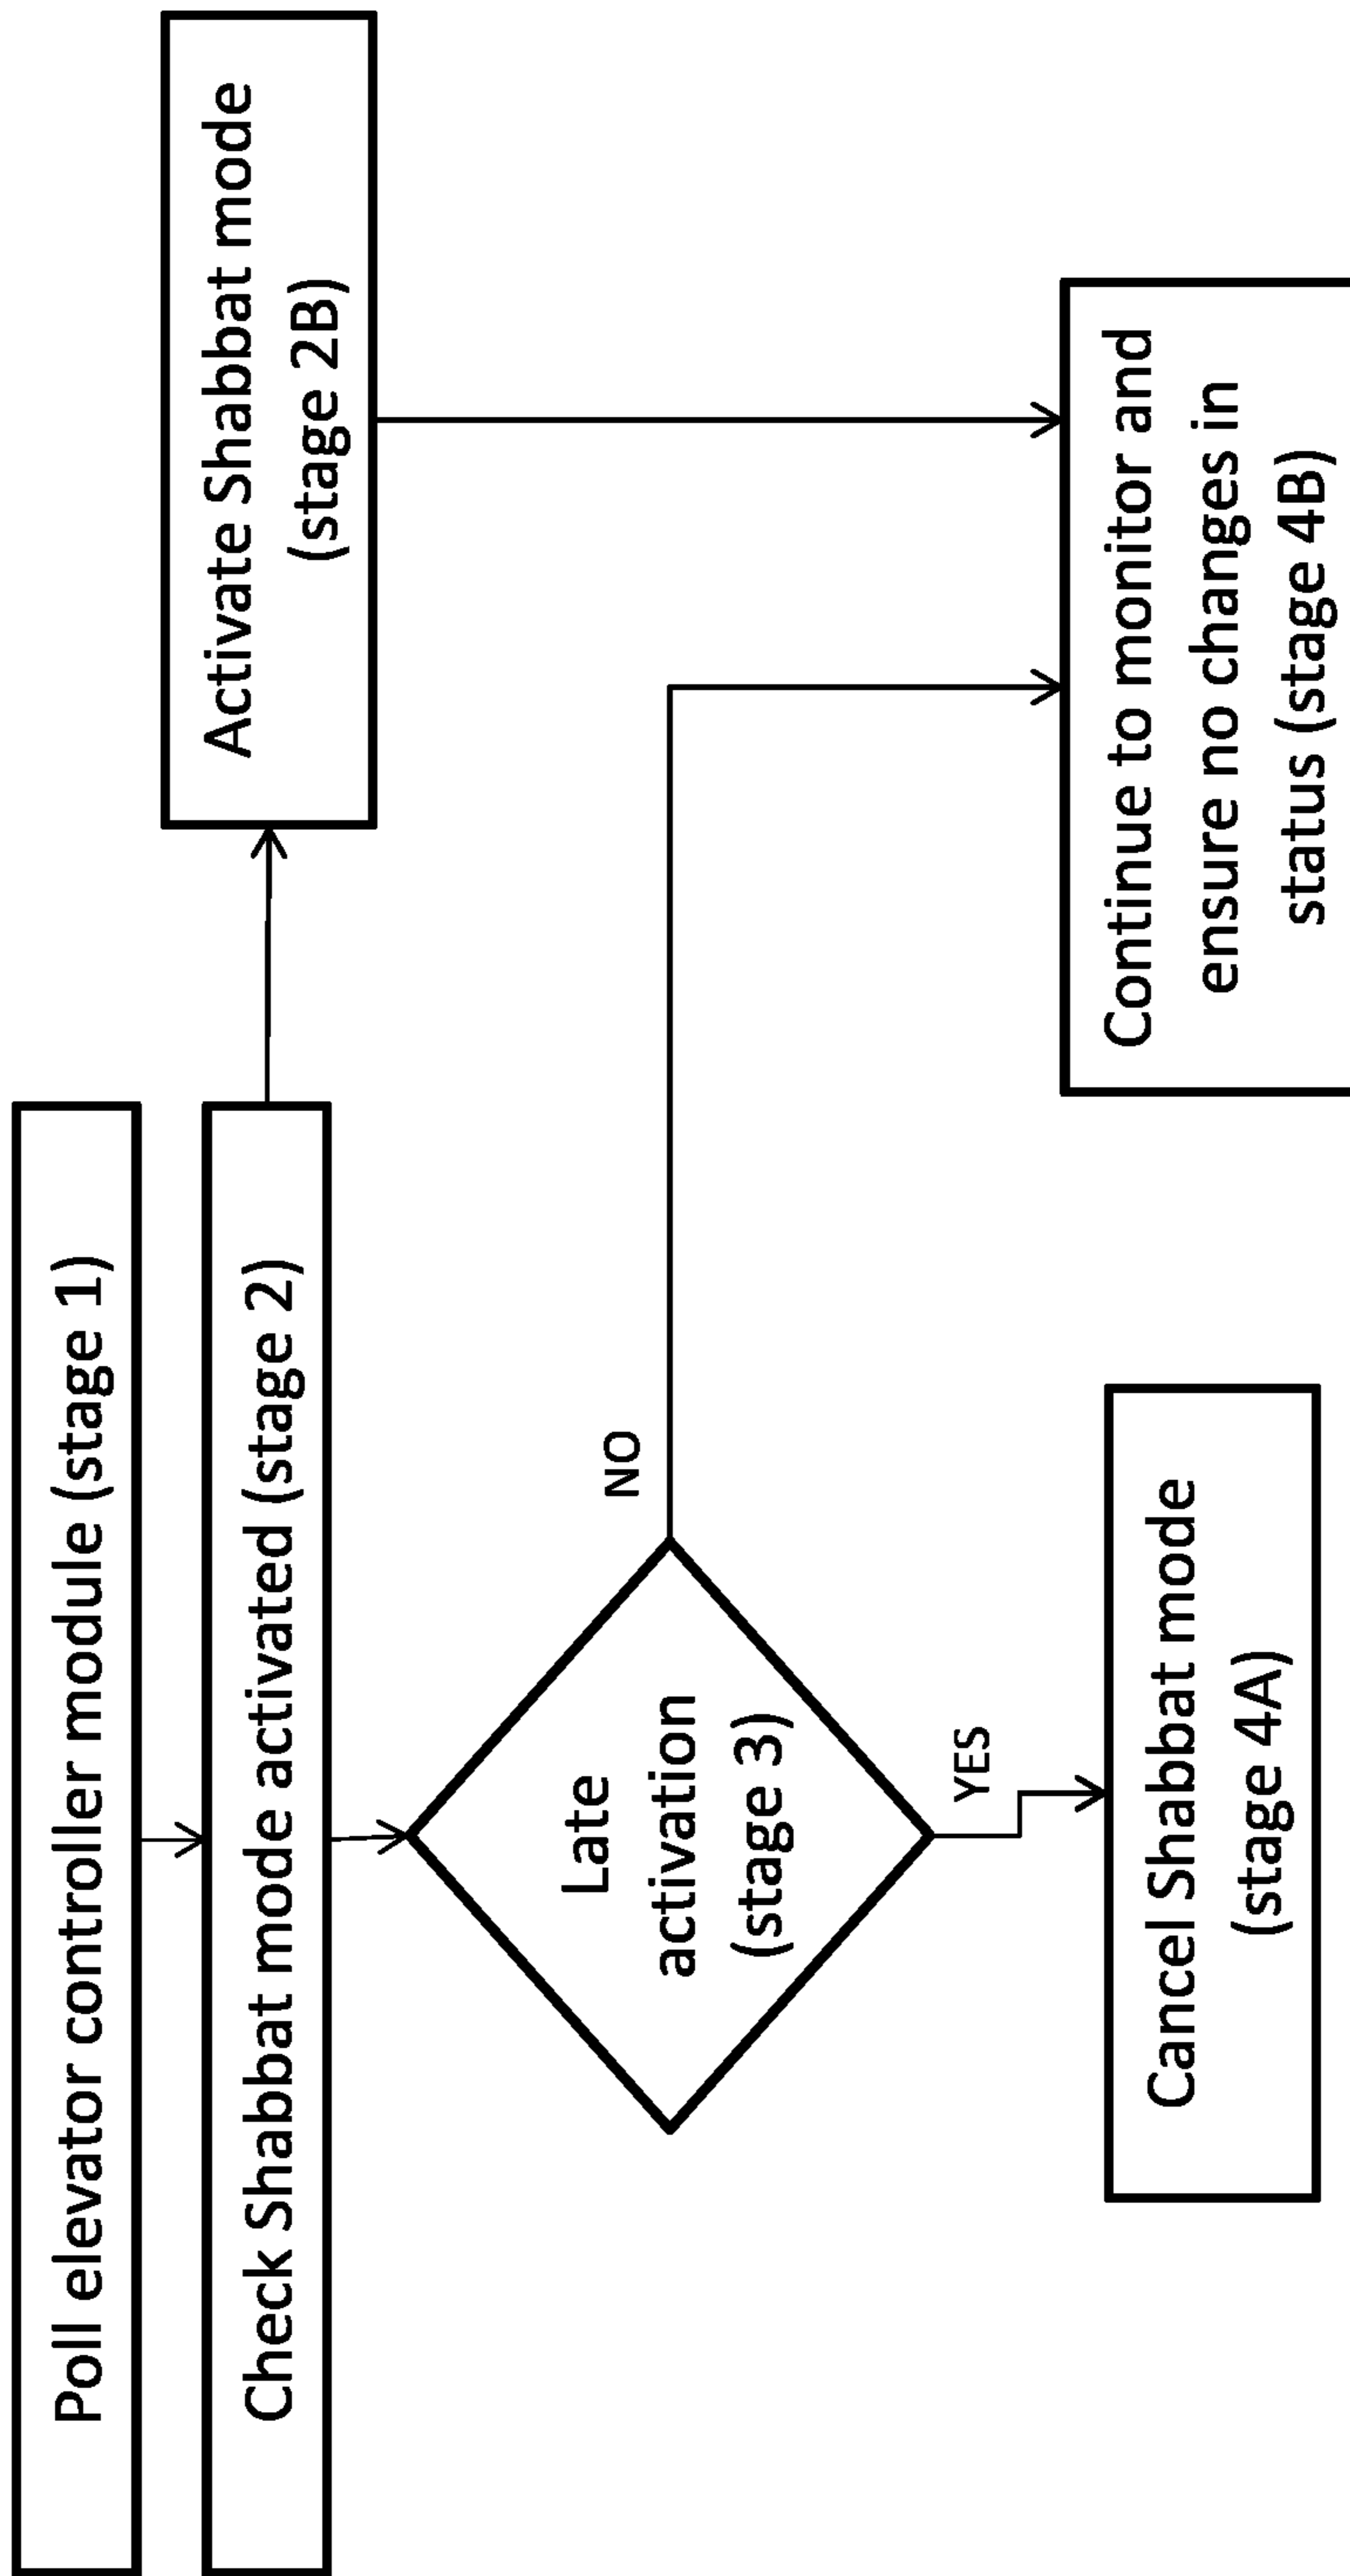 Poll elevator controller module (stage 1)
Check Shabbat mode activated (stage 2)
Activate Shabbat mode
(stage 2B)
Late
activation
(stage 3)
NO
YES
Cancel Shabbat mode
(stage 4A)
Continue to monitor and
ensure no changes in
status (stage 4B)